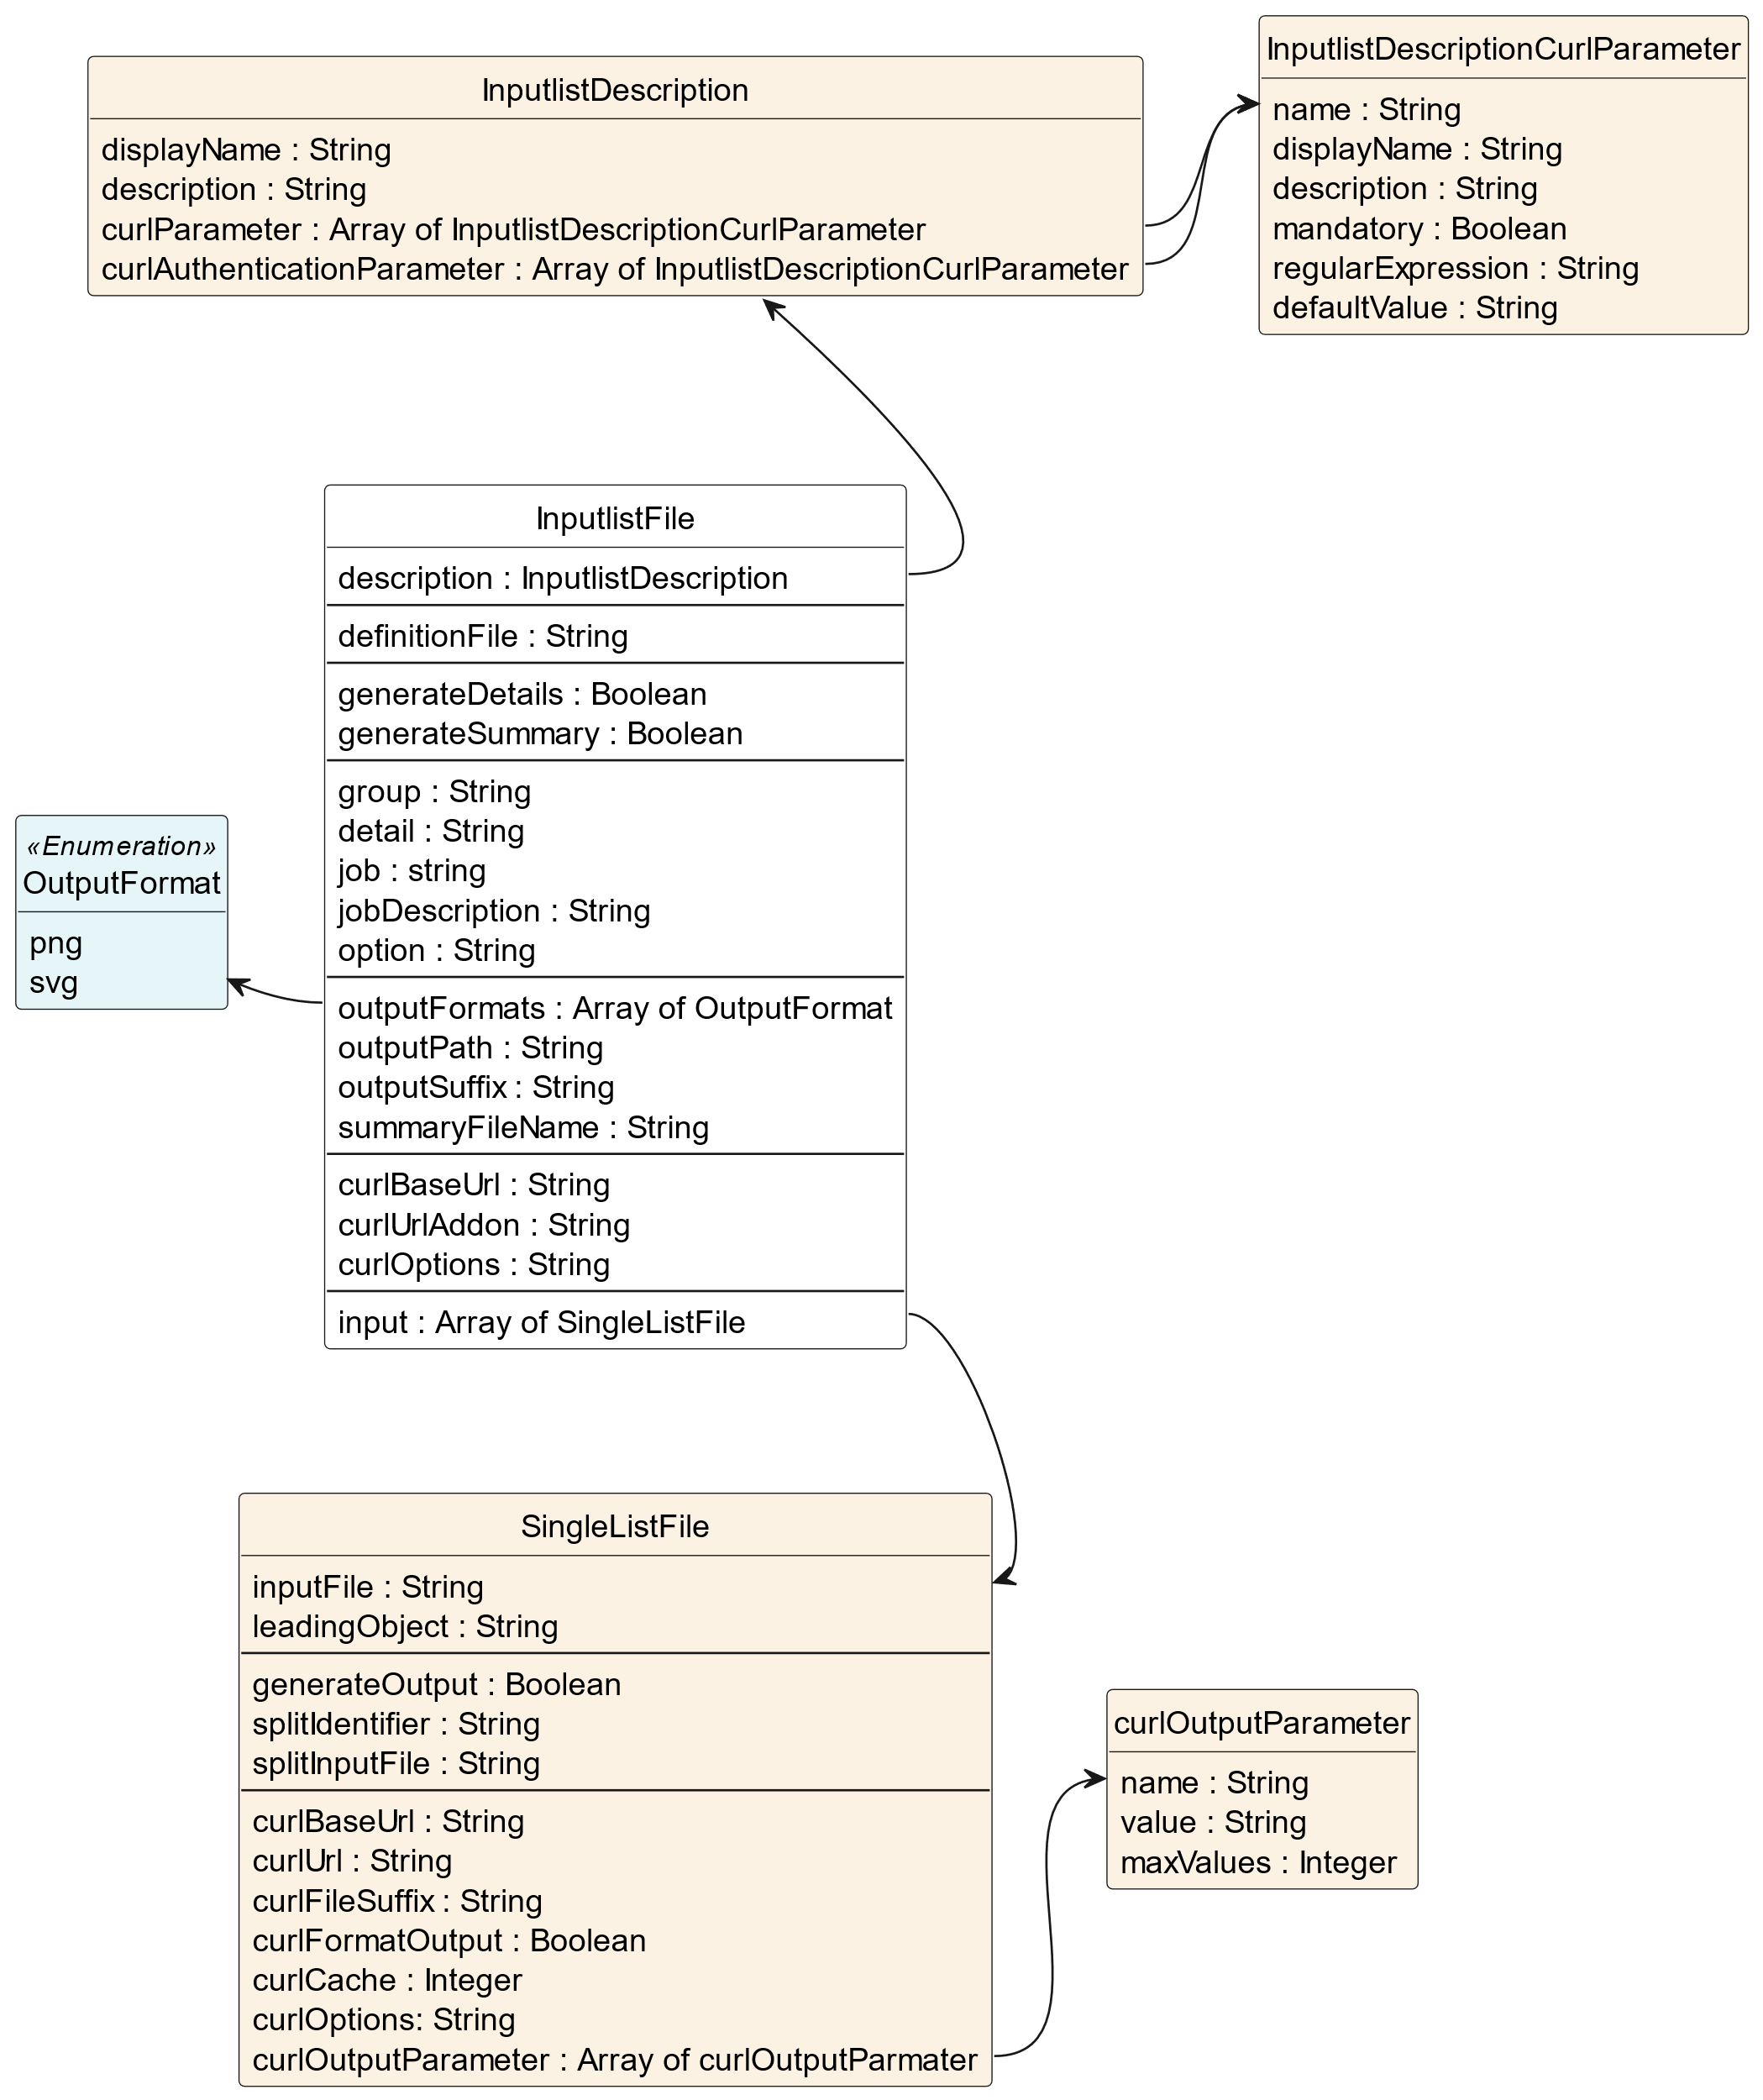 InputlistDescription
displayName : String
description : String
curlParameter : Array of InputlistDescriptionCurlParameter
curlAuthenticationParameter : Array of InputlistDescriptionCurlParameter
InputlistDescriptionCurlParameter
name : String
displayName : String
description : String
mandatory : Boolean
regularExpression : String
defaultValue : String
InputlistFile
description : InputlistDescription
definitionFile : String
generateDetails : Boolean
generateSummary : Boolean
group : String
detail : String
job : string
jobDescription : String
option : String
outputFormats : Array of OutputFormat
outputPath : String
outputSuffix : String
summaryFileName : String
curlBaseUrl : String
curlUrlAddon : String
curlOptions : String
input : Array of SingleListFile
«Enumeration»
OutputFormat
png
svg
SingleListFile
inputFile : String
leadingObject : String
generateOutput : Boolean
splitIdentifier : String
splitInputFile : String
curlBaseUrl : String
curlUrl : String
curlFileSuffix : String
curlFormatOutput : Boolean
curlCache : Integer
curlOptions: String
curlOutputParameter : Array of curlOutputParmater
curlOutputParameter
name : String
value : String
maxValues : Integer